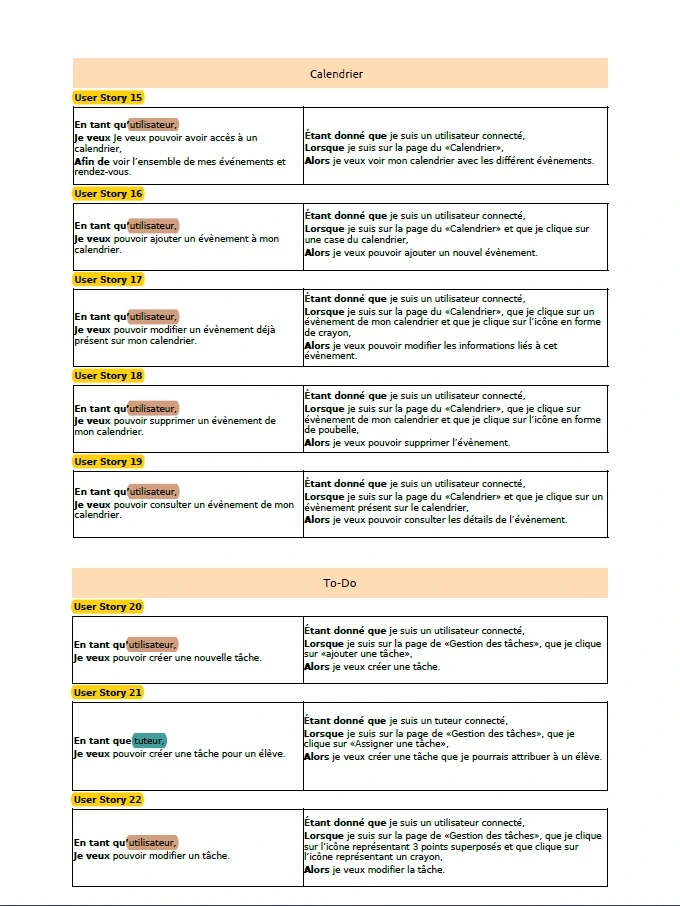 Calendrier
User Story 15
En tant qu'utilisateur,
Je veux Je veux pouvoir avoir accès à un
calendrier,
Afin de voir l'ensemble de mes événements et
rendez-vous.
Étant donné que je suis un utilisateur connecté,
Lorsque je suis sur la page du «Calendrier»,
Alors je veux voir mon calendrier avec les différent évènements.
User Story 16
En tant qu'utilisateur,
Je veux pouvoir ajouter un évènement à mon
calendrier.
Étant donné que je suis un utilisateur connecté,
Lorsque je suis sur la page du «Calendrier» et que je clique sur
une case du calendrier,
Alors je veux pouvoir ajouter un nouvel évènement.
User Story 17
En tant qu'utilisateur,
Je veux pouvoir modifier un évènement déjà
présent sur mon calendrier.
Étant donné que je suis un utilisateur connecté,
Lorsque je suis sur la page du «Calendrier», que je clique sur un
évènement de mon calendrier et que je clique sur l'icône en forme
de crayon,
Alors je veux pouvoir modifier les informations liés à cet
évènement.
User Story 18
En tant qu'utilisateur,
Je veux pouvoir supprimer un évènement de
mon calendrier.
Étant donné que je suis un utilisateur connecté,
Lorsque je suis sur la page du «Calendrier», que je clique sur
évènement de mon calendrier et que je clique sur l'icône en forme
de poubelle,
Alors je veux pouvoir supprimer l'évènement.
User Story 19
En tant qu'utilisateur,
Je veux pouvoir consulter un évènement de mon
calendrier.
Étant donné que je suis un utilisateur connecté,
Lorsque je suis sur la page du «Calendrier» et que je clique sur un
évènement présent sur le calendrier,
Alors je veux pouvoir consulter les détails de l'évènement.
To-Do
User Story 20
En tant qu'utilisateur,
Je veux pouvoir créer une nouvelle tâche.
Étant donné que je suis un utilisateur connecté,
Lorsque je suis sur la page de «Gestion des tâches», que je clique
sur «ajouter une tâche»,
Alors je veux créer une tâche.
User Story 21
En tant que tuteur,
Je veux pouvoir créer une tâche pour un élève.
Étant donné que je suis un tuteur connecté,
Lorsque je suis sur la page de «Gestion des tâches», que je
clique sur «Assigner une tâche»,
Alors je veux créer une tâche que je pourrais attribuer à un élève.
User Story 22
En tant qu'utilisateur,
Je veux pouvoir modifier un tâche.
Étant donné que je suis un utilisateur connecté,
Lorsque je suis sur la page de «Gestion des tâches», que je clique
sur l'icône représentant 3 points superposés et que clique sur
l'icône représentant un crayon,
Alors je veux modifier la tâche.